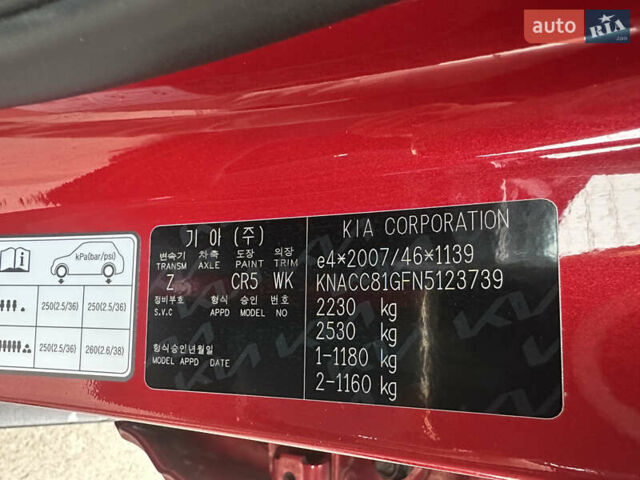 auto RIA .com
kPa(bar/psi)
250(2.5/36) 250(2.5/36)
250(2.5/36) 260(2.6/38)
기 아 (주)
변속기 차축 도장 의장
TRANSM AXLE PAINT TRIM
Z CR5 WK
정비부호 형식 승인 번호
S.V.C APPD MODEL NO
형식승인년월일
MODEL APPD DATE
KIA CORPORATION
e4*2007/46*1139
KNACC81GFN5123739
2230 kg
2530 kg
1-1180 kg
2-1160 kg